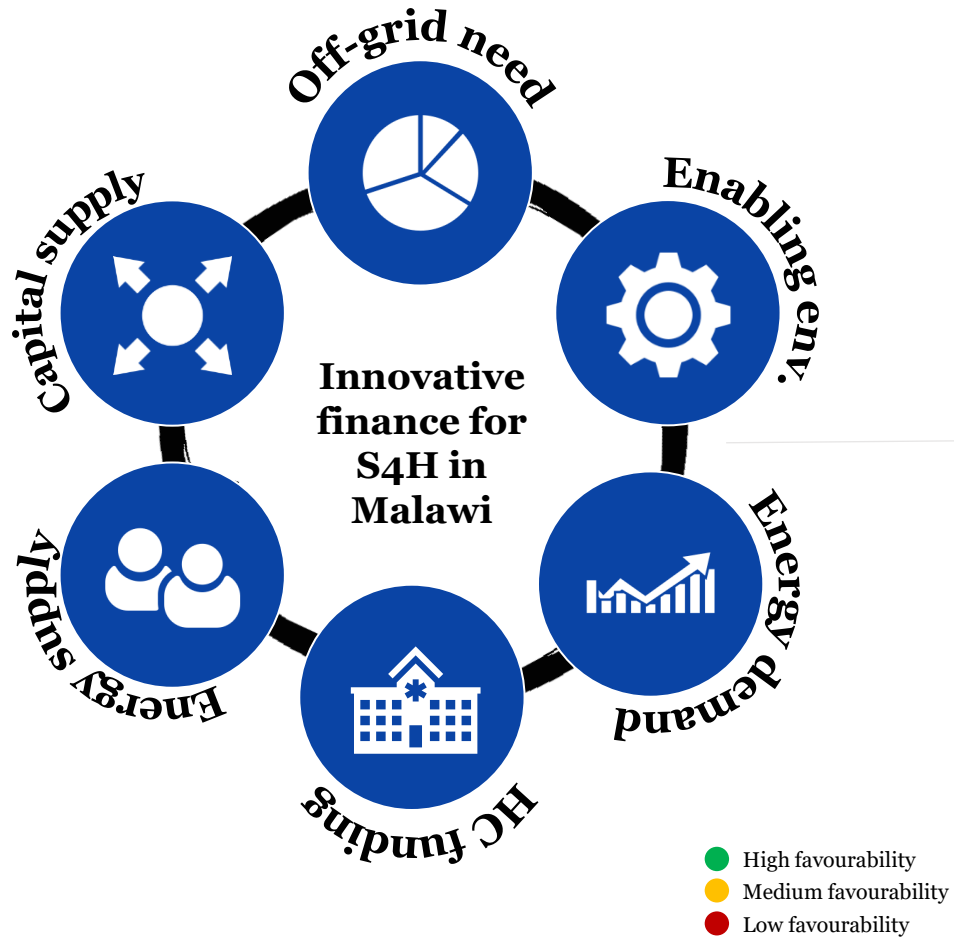 Off-grid need
Enabling env.
Energy demand
HC funding
Energy supply
Capital supply
Innovative
finance for
S4H in
Malawi
High favourability
Medium favourability
Low favourability